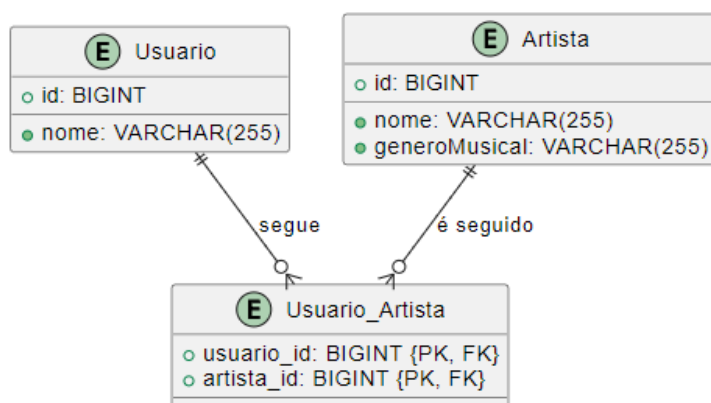 E Usuario
id: BIGINT
nome: VARCHAR(255)
E Artista
id: BIGINT
nome: VARCHAR(255)
generoMusical: VARCHAR(255)
segue
é seguido
E Usuario_Artista
usuario_id: BIGINT {PK, FK}
artista_id: BIGINT {PK, FK}